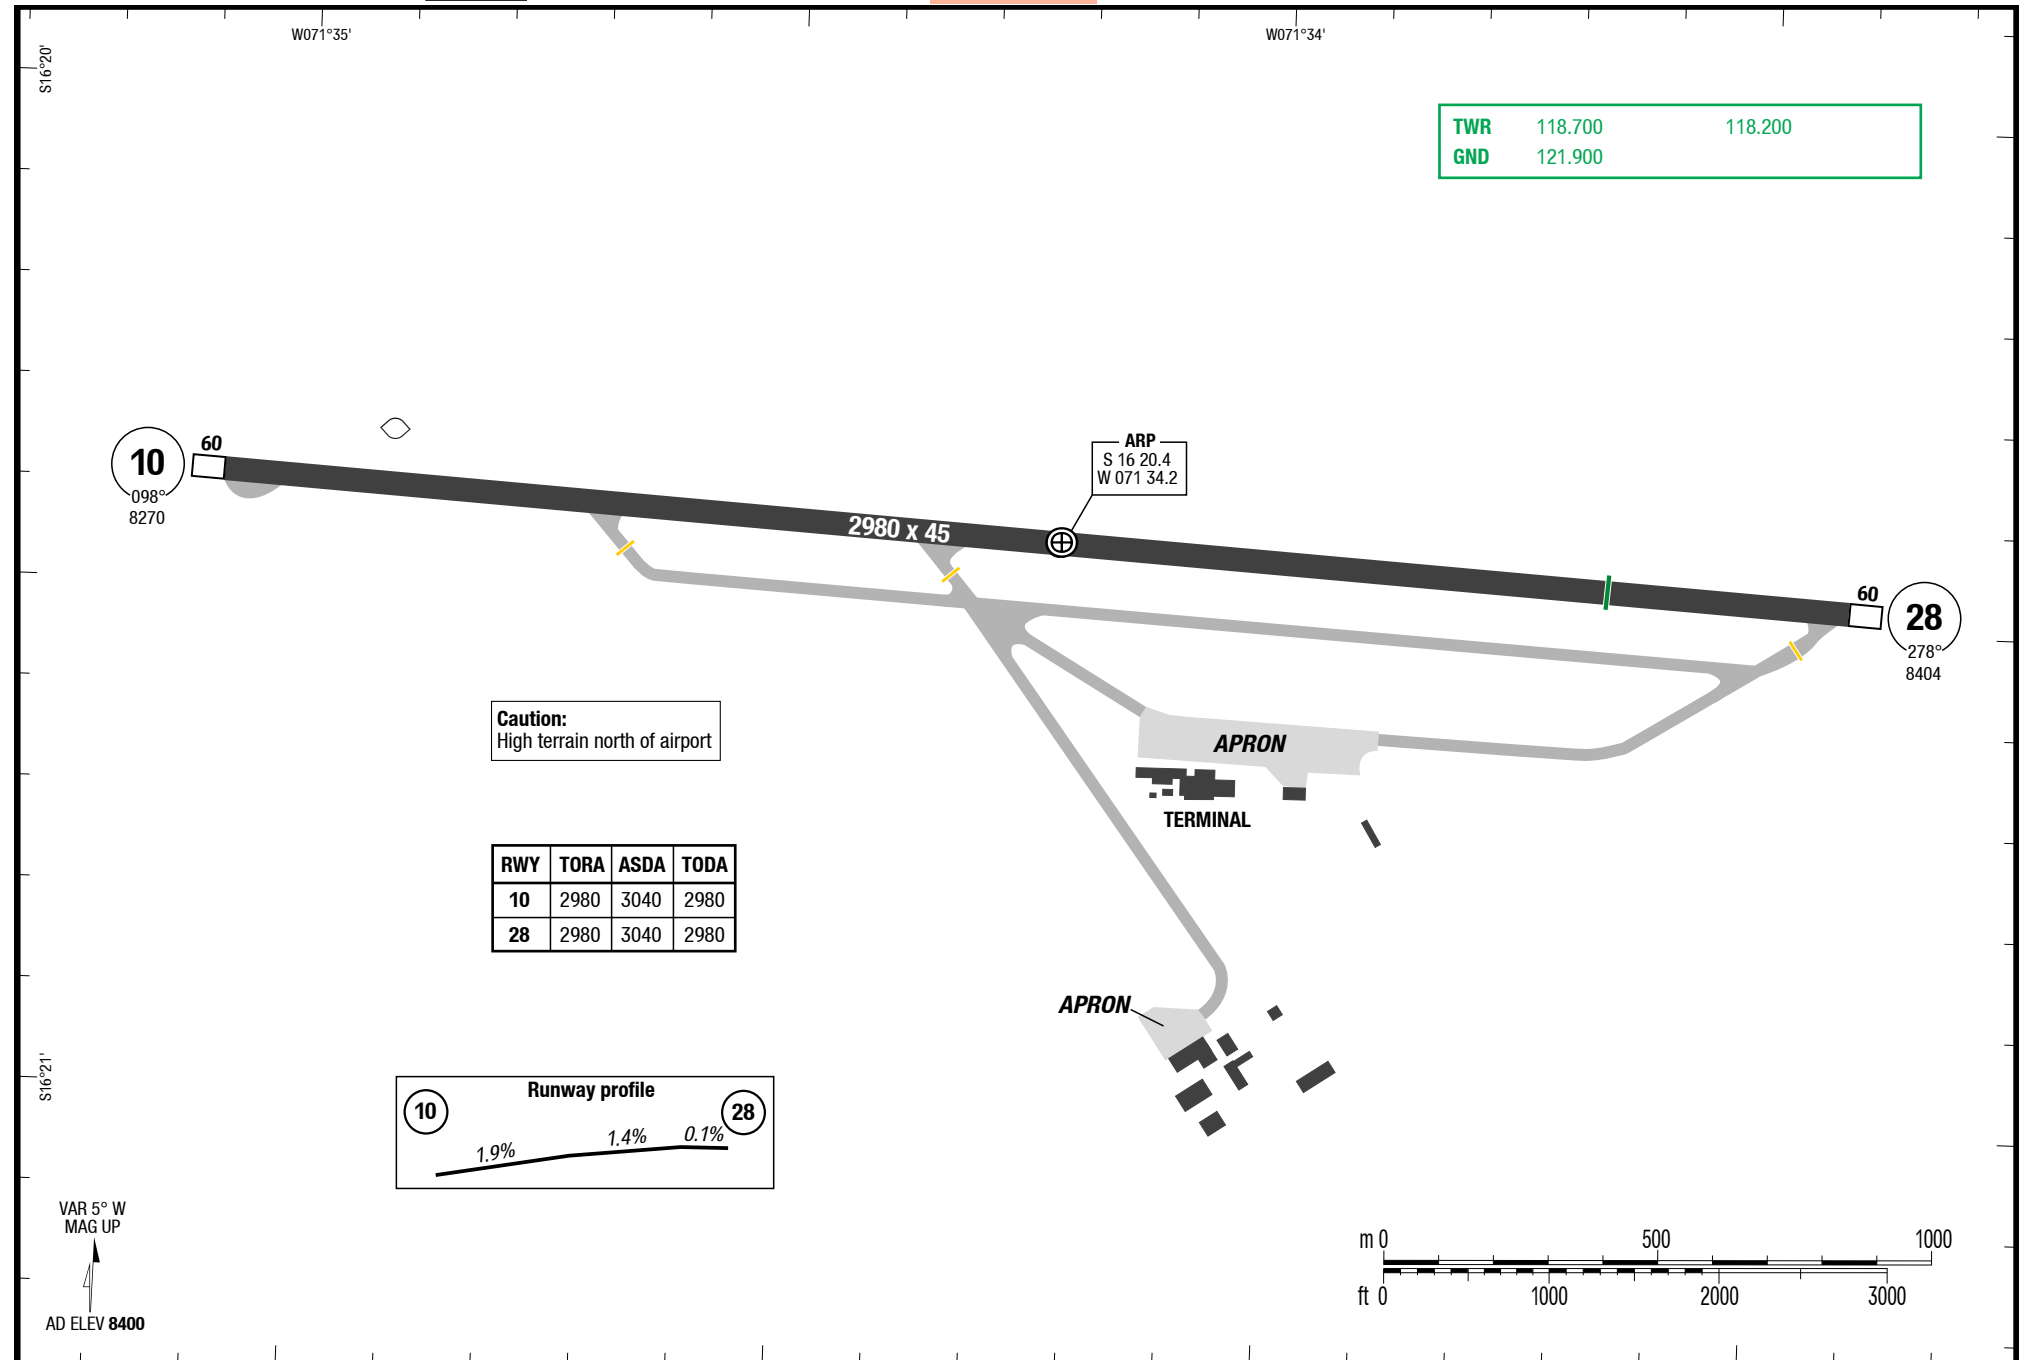 W071°35'
W071°34'
S16°20'
TWR 118.700 118.200
GND 121.900
ARP
S 16 20.4
W 071 34.2
10
098°
8270
60
2980 x 45
60
28
278°
8404
Caution:
High terrain north of airport
APRON
TERMINAL
RWY TORA ASDA TODA
10 2980 3040 2980
28 2980 3040 2980
APRON
S16°21'
Runway profile
10 28
1.9% 1.4% 0.1%
VAR 5° W
MAG UP
AD ELEV 8400
m 0 500 1000
ft 0 1000 2000 3000